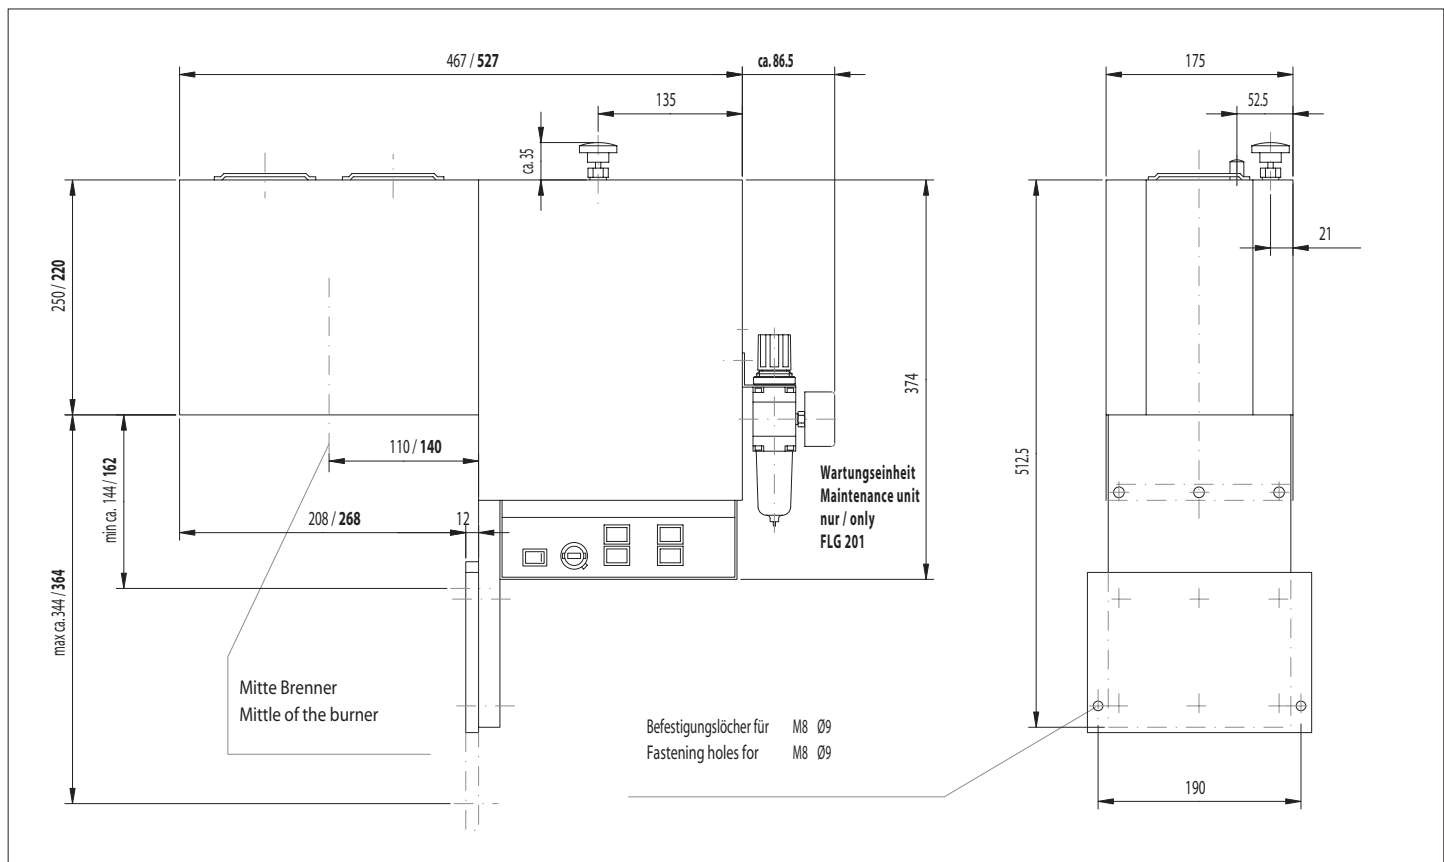 467 / 527
ca. 86.5
175
135
52.5
ca. 35
21
250 / 220
374
512.5
110 / 140
min ca. 144 / 162
208 / 268
12
Wartungseinheit
Maintenance unit
nur / only
FLG 201
max ca. 344 / 364
Mitte Brenner
Mittle of the burner
Befestigungslöcher für M8 Ø9
Fastening holes for M8 Ø9
190